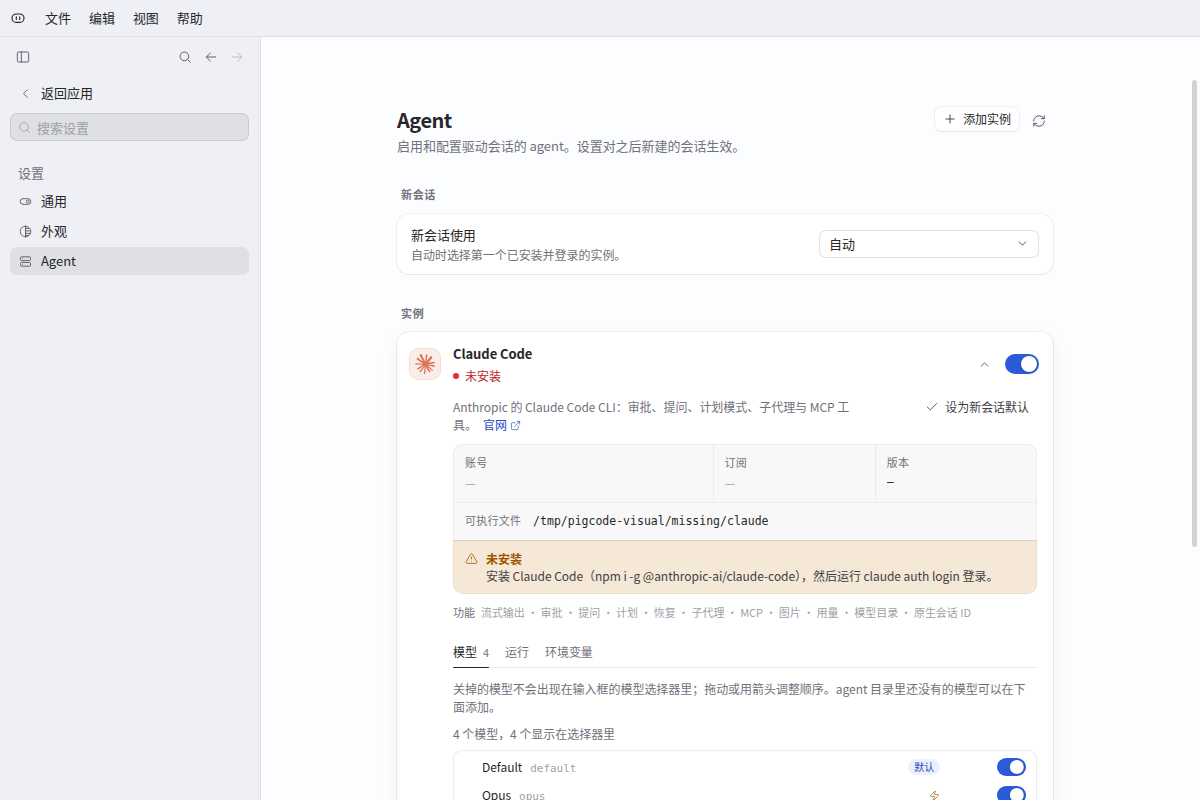 文件 编辑 视图 帮助
返回应用
搜索设置
设置
通用
外观
Agent
Agent
添加实例
启用和配置驱动会话的 agent。设置对之后新建的会话生效。
新会话
新会话使用
自动时选择第一个已安装并登录的实例。
自动
实例
Claude Code
未安装
Anthropic 的 Claude Code CLI：审批、提问、计划模式、子代理与 MCP 工
具。 官网
设为新会话默认
账号 订阅 版本
— — –
可执行文件 /tmp/pigcode-visual/missing/claude
未安装
安装 Claude Code（npm i -g @anthropic-ai/claude-code），然后运行 claude auth login 登录。
功能 流式输出 · 审批 · 提问 · 计划 · 恢复 · 子代理 · MCP · 图片 · 用量 · 模型目录 · 原生会话 ID
模型 4 运行 环境变量
关掉的模型不会出现在输入框的模型选择器里；拖动或用箭头调整顺序。agent 目录里还没有的模型可以在下
面添加。
4 个模型，4 个显示在选择器里
Default default 默认
Opus opus